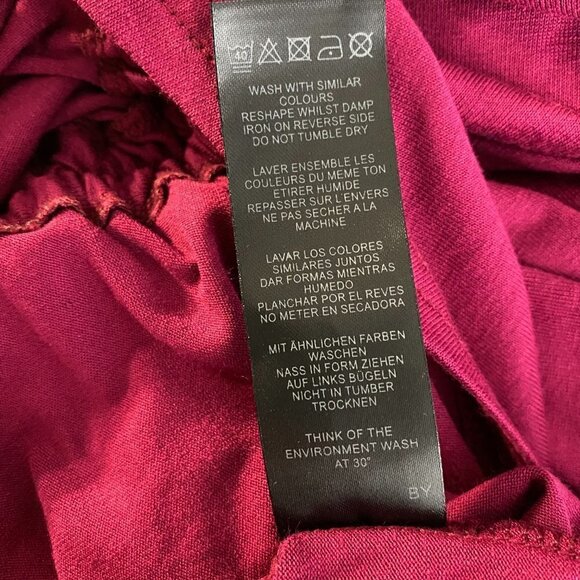 40
WASH WITH SIMILAR
COLOURS
RESHAPE WHILST DAMP
IRON ON REVERSE SIDE
DO NOT TUMBLE DRY
LAVER ENSEMBLE LES
COULEURS DU MEME TON
ETIRER HUMIDE
REPASSER SUR L'ENVERS
NE PAS SECHER A LA
MACHINE
LAVAR LOS COLORES
SIMILARES JUNTOS
DAR FORMAS MIENTRAS
HUMEDO
PLANCHAR POR EL REVES
NO METER EN SECADORA
MIT ÄHNLICHEN FARBEN
WASCHEN
NASS IN FORM ZIEHEN
AUF LINKS BÜGELN
NICHT IN TUMBER
TROCKNEN
THINK OF THE
ENVIRONMENT WASH
AT 30°
BY